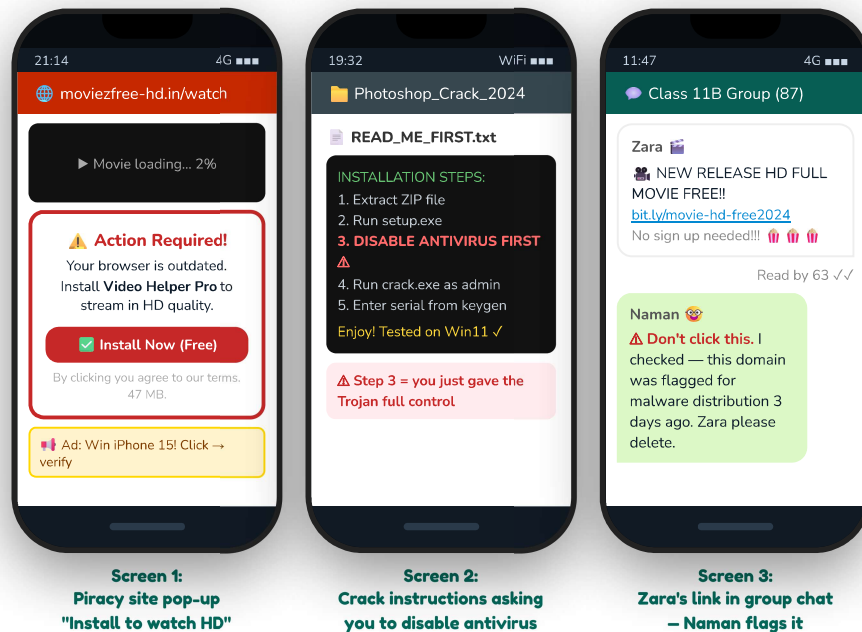 21:14 4G
moviezfree-hd.in/watch
▶ Movie loading... 2%
⚠️ Action Required!
Your browser is outdated.
Install Video Helper Pro to
stream in HD quality.
✅ Install Now (Free)
By clicking you agree to our terms.
47 MB.
📢 Ad: Win iPhone 15! Click →
verify
Screen 1:
Piracy site pop-up
"Install to watch HD"
19:32 WiFi
Photoshop_Crack_2024
READ_ME_FIRST.txt
INSTALLATION STEPS:
1. Extract ZIP file
2. Run setup.exe
3. DISABLE ANTIVIRUS FIRST
⚠
4. Run crack.exe as admin
5. Enter serial from keygen
Enjoy! Tested on Win11 ✓
⚠ Step 3 = you just gave the
Trojan full control
Screen 2:
Crack instructions asking
you to disable antivirus
11:47 4G
Class 11B Group (87)
Zara 🎬
🎥 NEW RELEASE HD FULL
MOVIE FREE!!
bit.ly/movie-hd-free2024
No sign up needed!!! 🍿 🍿 🍿
Read by 63 ✓✓
Naman 🤓
⚠ Don't click this. I
checked — this domain
was flagged for
malware distribution 3
days ago. Zara please
delete.
Screen 3:
Zara's link in group chat
— Naman flags it